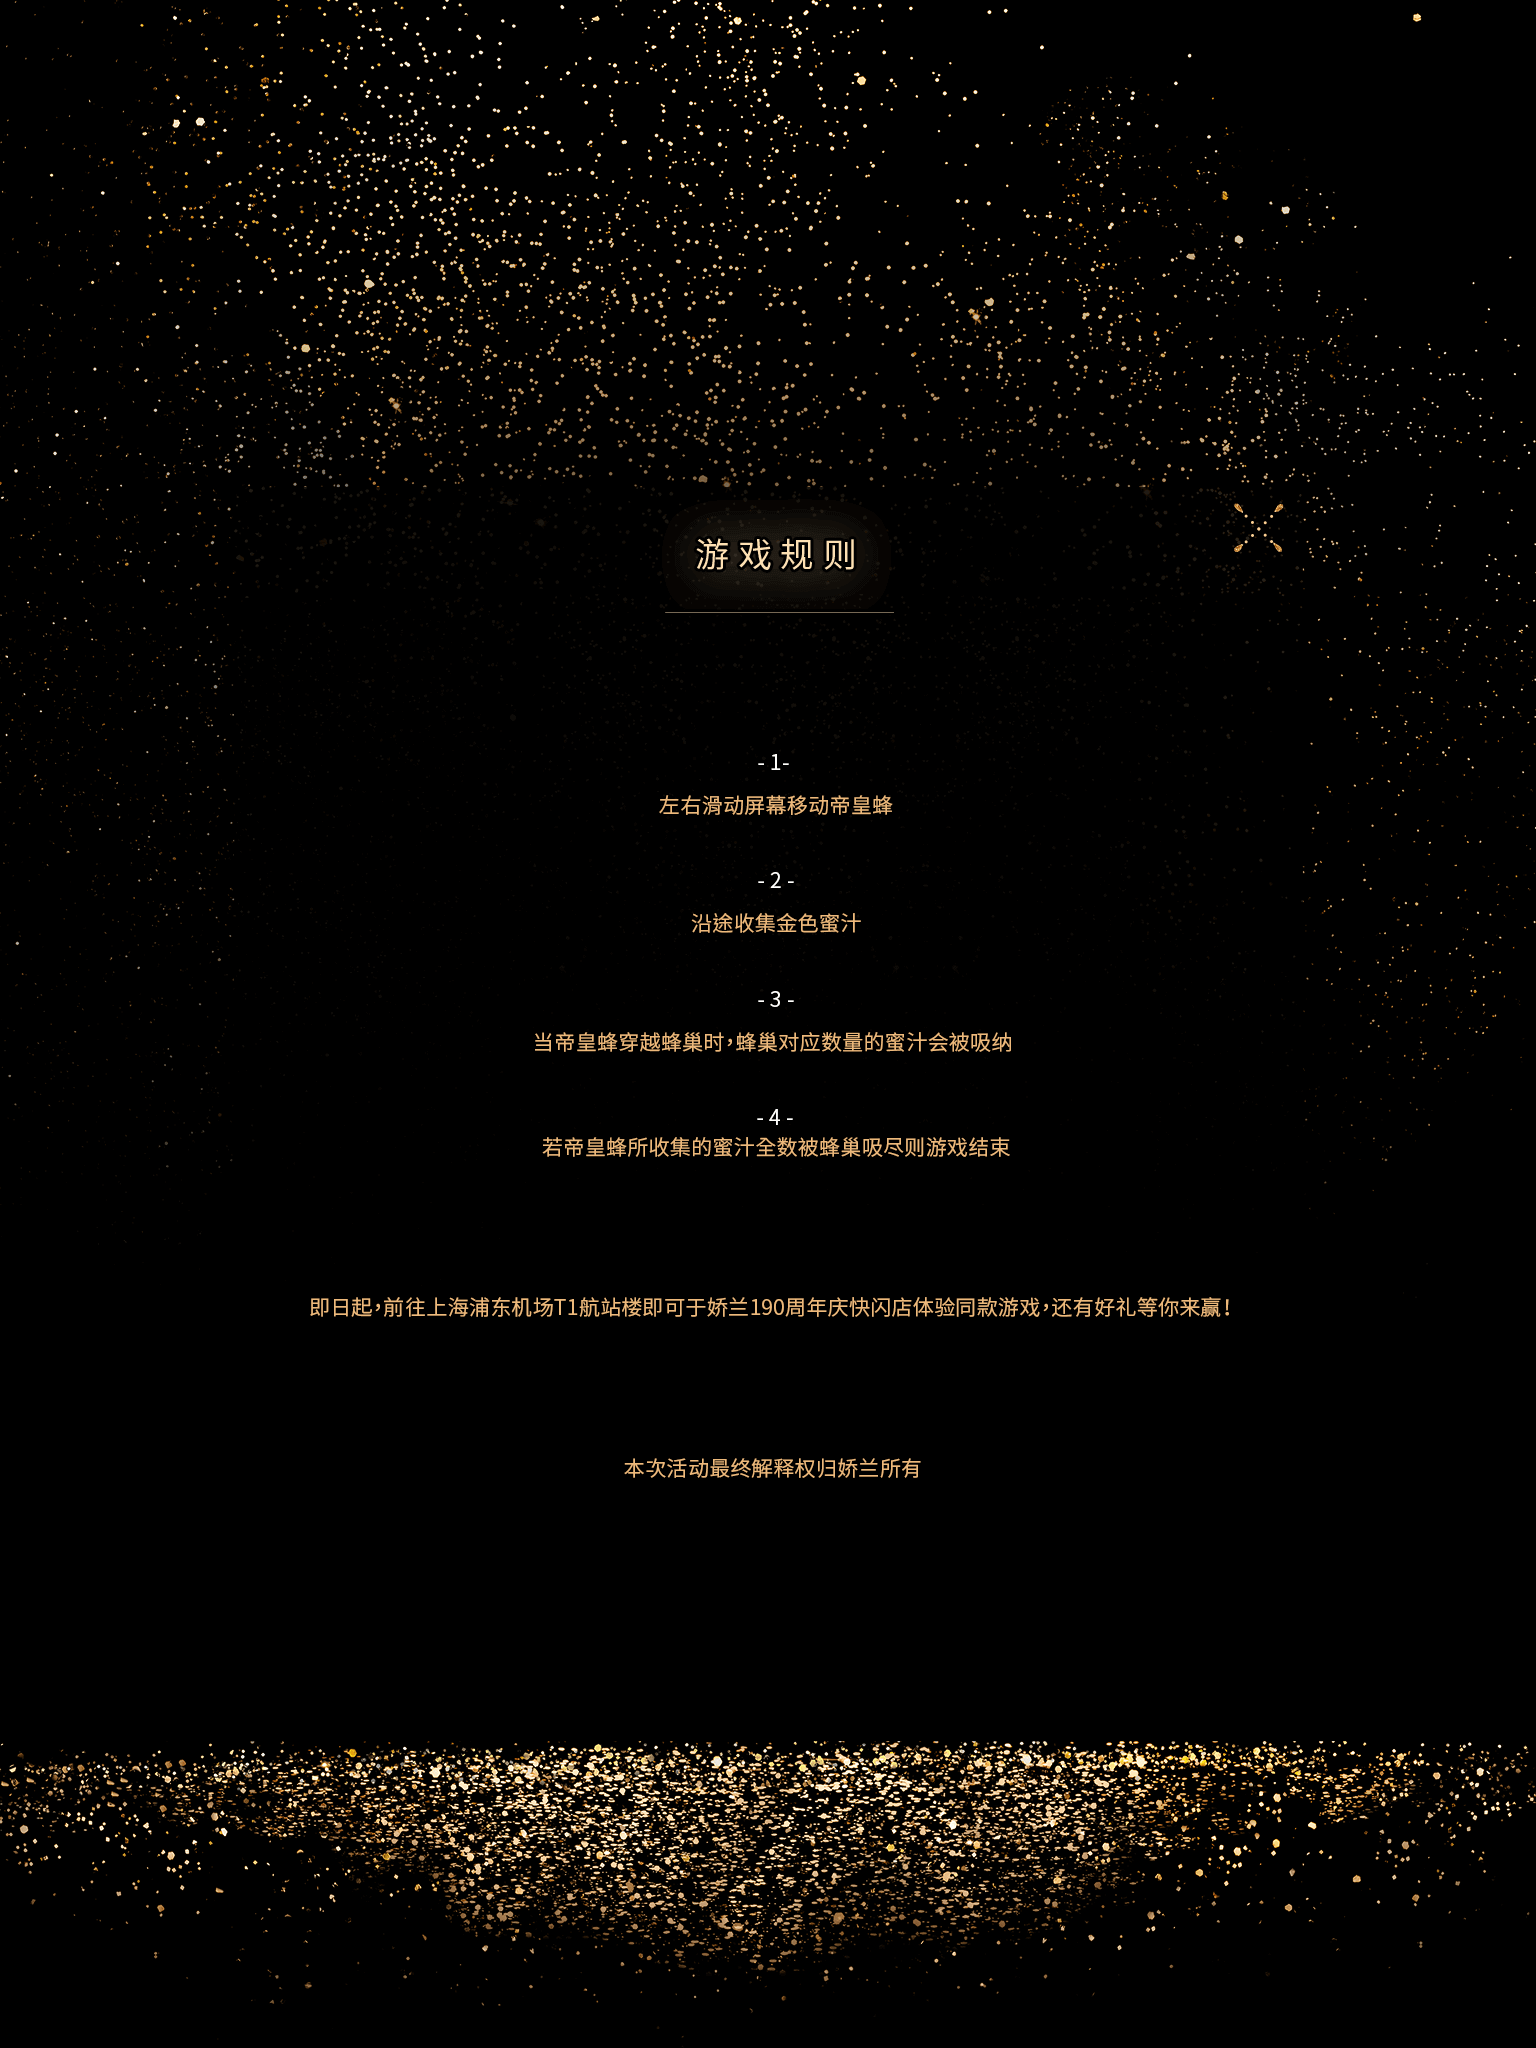 游戏规则
- 1-
左右滑动屏幕移动帝皇蜂
- 2 -
沿途收集金色蜜汁
- 3 -
当帝皇蜂穿越蜂巢时，蜂巢对应数量的蜜汁会被吸纳
- 4 -
若帝皇蜂所收集的蜜汁全数被蜂巢吸尽则游戏结束
即日起，前往上海浦东机场T1航站楼即可于娇兰190周年庆快闪店体验同款游戏，还有好礼等你来赢！
本次活动最终解释权归娇兰所有